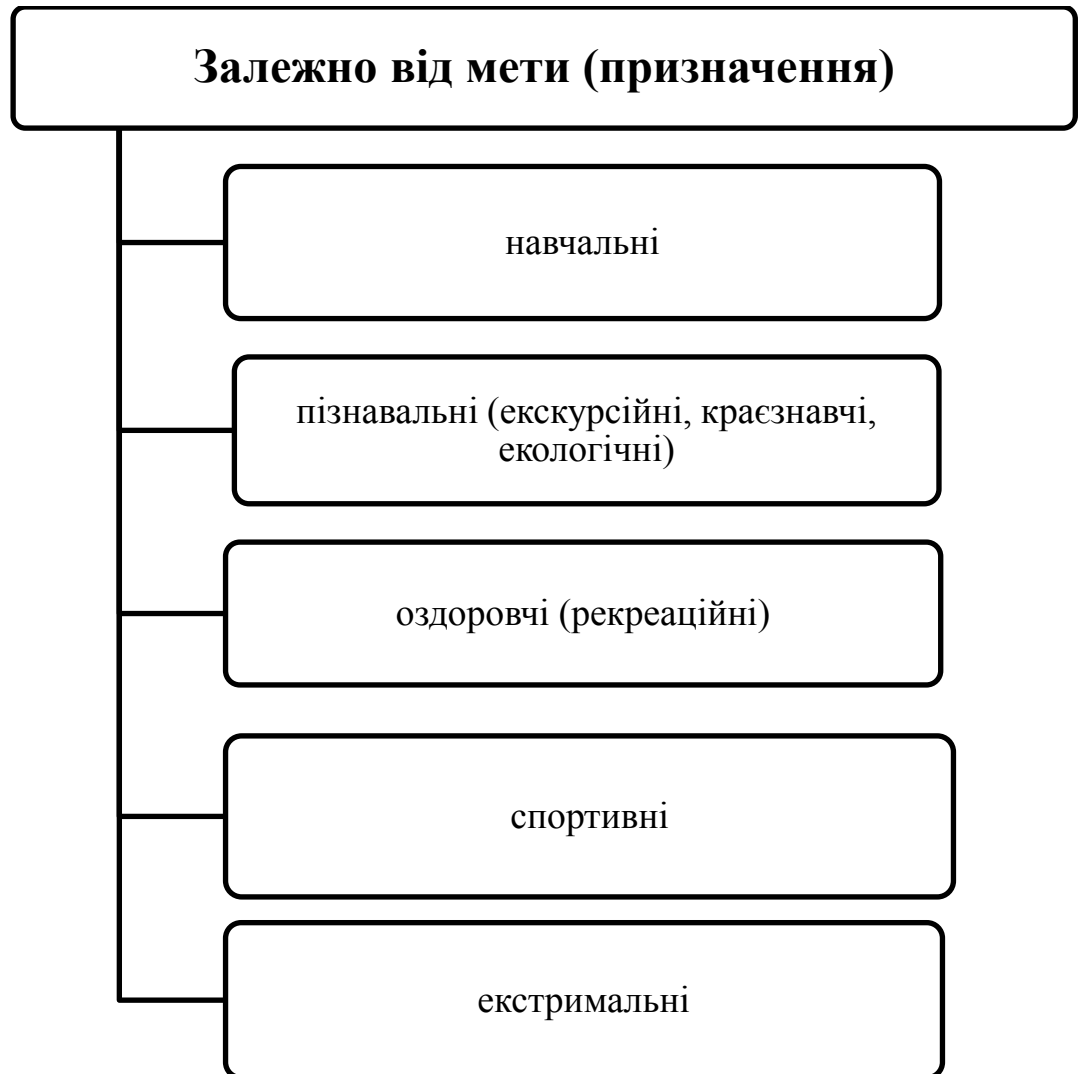 Залежно від мети (призначення)
навчальні
пізнавальні (екскурсійні, краєзнавчі,
екологічні)
оздоровчі (рекреаційні)
спортивні
екстримальні